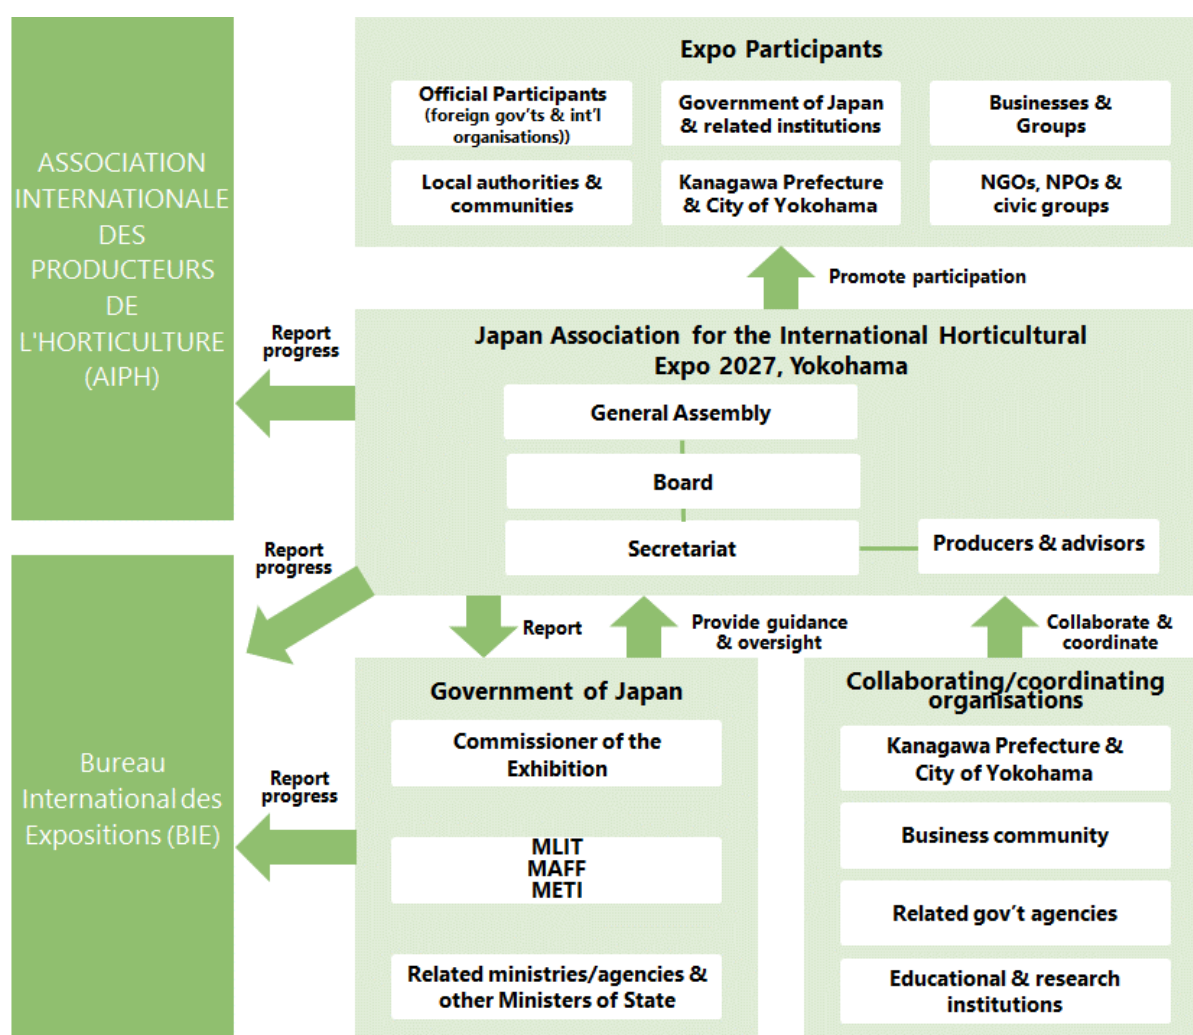 ASSOCIATION
INTERNATIONALE
DES
PRODUCTEURS
DE
L'HORTICULTURE
(AIPH)
Expo Participants
Official Participants
(foreign gov'ts & int'l
organisations))
Government of Japan
& related institutions
Businesses &
Groups
Local authorities &
communities
Kanagawa Prefecture
& City of Yokohama
NGOs, NPOs &
civic groups
Promote participation
Report
progress
Japan Association for the International Horticultural
Expo 2027, Yokohama
General Assembly
Board
Secretariat
Producers & advisors
Report
progress
Report
Provide guidance
& oversight
Collaborate &
coordinate
Bureau
International des
Expositions (BIE)
Report
progress
Government of Japan
Commissioner of the
Exhibition
MLIT
MAFF
METI
Related ministries/agencies &
other Ministers of State
Collaborating/coordinating
organisations
Kanagawa Prefecture &
City of Yokohama
Business community
Related gov't agencies
Educational & research
institutions